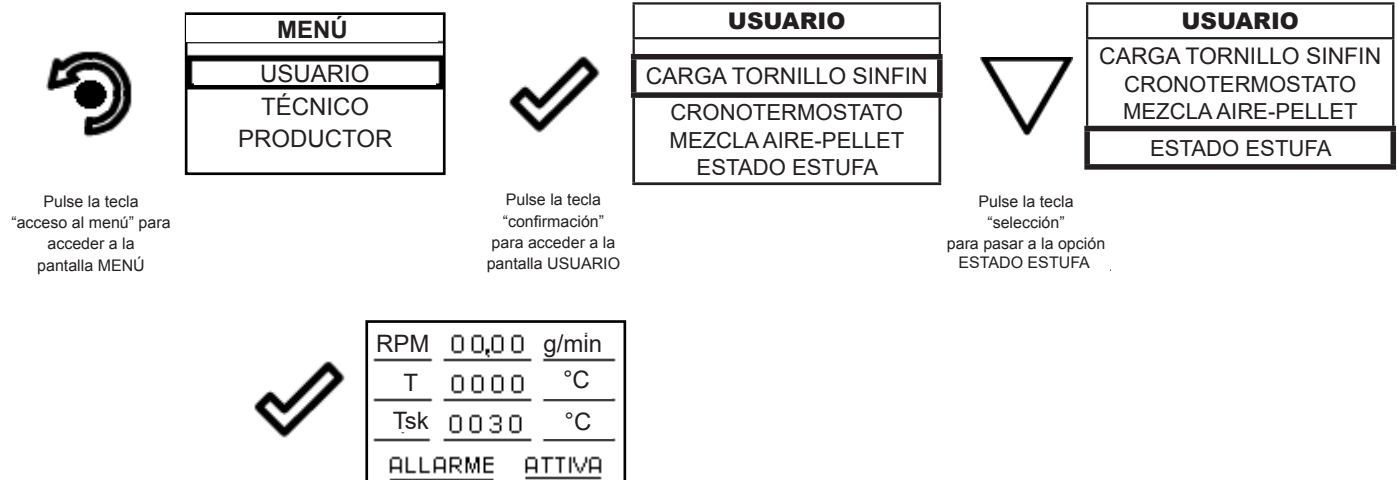 MENÚ
USUARIO
TÉCNICO
PRODUCTOR
Pulse la tecla
“acceso al menú” para
acceder a la
pantalla MENÚ
USUARIO
CARGA TORNILLO SINFIN
CRONOTERMOSTATO
MEZCLA AIRE-PELLET
ESTADO ESTUFA
Pulse la tecla
“confirmación”
para acceder a la
pantalla USUARIO
USUARIO
CARGA TORNILLO SINFIN
CRONOTERMOSTATO
MEZCLA AIRE-PELLET
ESTADO ESTUFA
Pulse la tecla
“selección”
para pasar a la opción
ESTADO ESTUFA .
RPM 00,00 g/min
T 0000 °C
Tsk 0030 °C
ALLARME ATTIVA